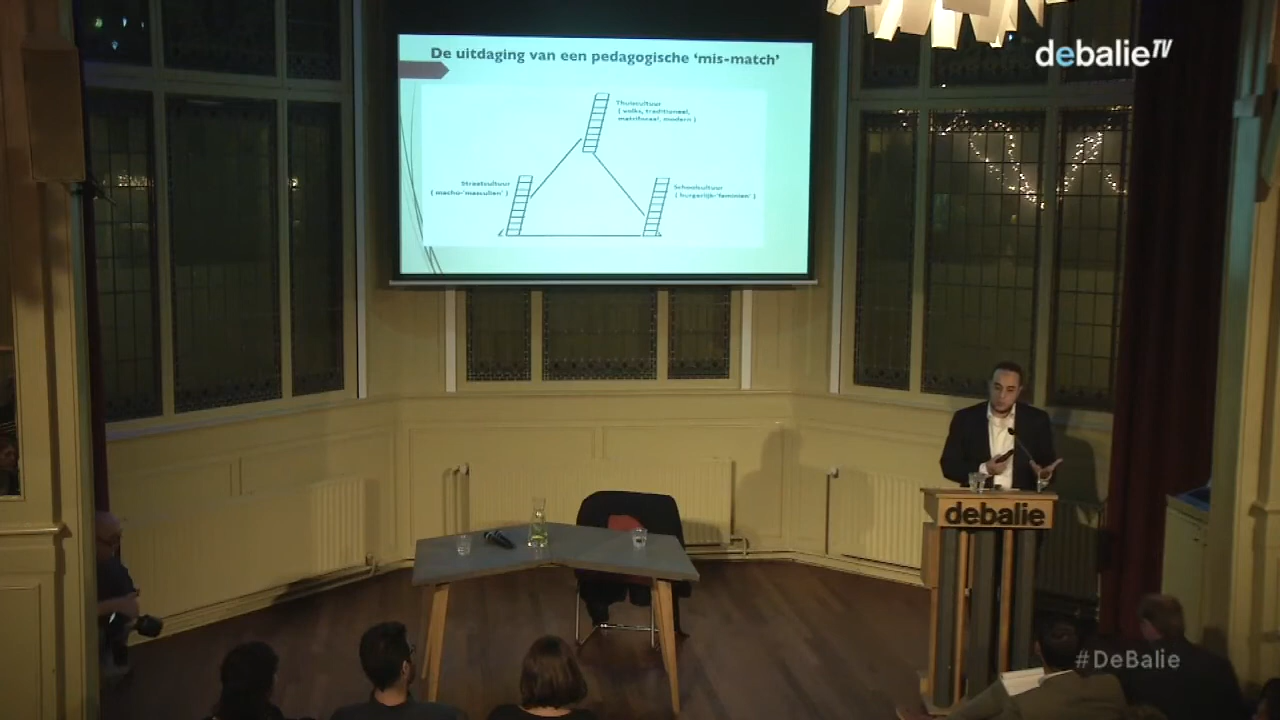 De uitdaging van een pedagogische ‘mis-match’
debalieTV
Thuiscultuur
( volks, traditioneel,
matrifocaal, modern )
Straatcultuur
( macho-'masculien' )
Schoolcultuur
( burgerlijk-'feminien' )
debalie
#DeBalie